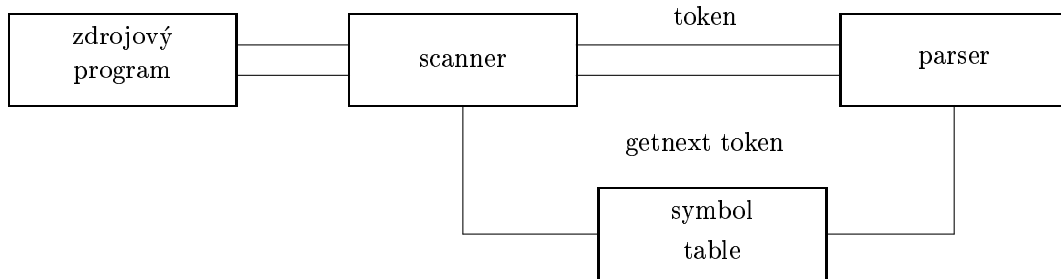 token
zdrojový
program
scanner
parser
getnext token
symbol
table